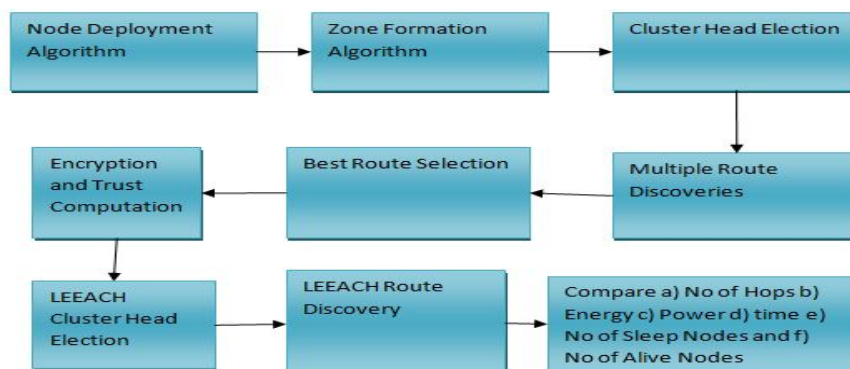 Node Deployment
Algorithm
Zone Formation
Algorithm
Cluster Head Election
Multiple Route
Discoveries
Best Route Selection
Encryption
and Trust
Computation
LEEACH
Cluster Head
Election
LEEACH Route
Discovery
Compare a) No of Hops b)
Energy c) Power d) time e)
No of Sleep Nodes and f)
No of Alive Nodes